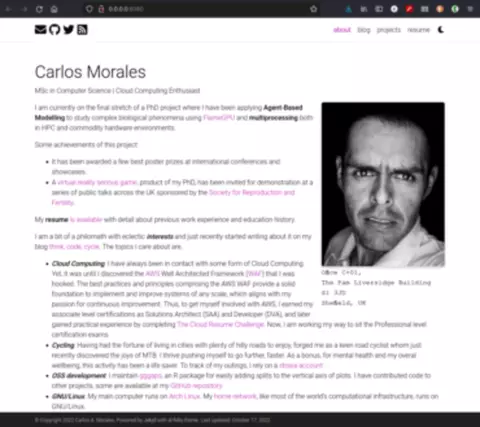 0.0.0.0:8080
about blog projects resume
Carlos Morales
MSc in Computer Science | Cloud Computing Enthusiast
I am currently on the final stretch of a PhD project where I have been applying Agent-Based
Modelling to study complex biological phenomena using FlameGPU and multiprocessing both
in HPC and commodity hardware environments.
Some achievements of this project:
It has been awarded a few best poster prizes at international conferences and
showcases.
A virtual reality serious game, product of my PhD, has been invited for demonstration at a
series of public talks across the UK sponsored by the Society for Reproduction and
Fertility.
My resume is available with detail about previous work experience and education history.
I am a bit of a philomath with eclectic interests and just recently started writing about it on my
blog think, code, cycle. The topics I care about are.
Cloud Computing: I have always been in contact with some form of Cloud Computing.
Yet, it was until I discovered the AWS Well Architected Framework (WAF) that I was
hooked. The best practices and principles comprising the AWS WAF provide a solid
foundation to implement and improve systems of any scale, which aligns with my
passion for continuous improvement. Thus, to get myself involved with AWS, I earned my
associate level certifications as Solutions Architect (SAA) and Developer (DVA), and later
gained practical experience by completing The Cloud Resume Challenge. Now, I am working my way to sit the Professional level
certification exams.
Cycling: Having had the fortune of living in cities with plenty of hilly roads to enjoy, forged me as a keen road cyclist whom just
recently discovered the joys of MTB. I thrive pushing myself to go further, faster. As a bonus, for mental health and my overall
wellbeing, this activity has been a life saver. To track of my outings, I rely on a strava account
OSS development: I maintain, an R package for easily adding splits to the vertical axis of plots. I have contributed code to
other projects, some are available at my GitHub repository
GNU/Linux: My main computer runs on Arch Linux. My home network, like most of the world's computational infrastructure, runs on
GNU/Linux.
Office C+01,
The Pam Liversidge Building
S1 3JD
Sheffield, UK
© Copyright 2022 Carlos A. Morales. Powered by Jekyll with al-folio theme. Last updated: October 17, 2022.